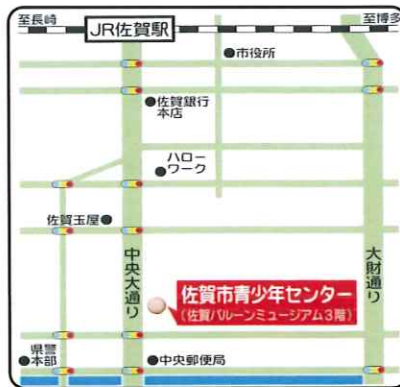 至長崎
JR佐賀駅
至博多
●市役所
●佐賀銀行
本店
ハロー
●ワーク
佐賀玉屋●
中央大通り
大財通り
佐賀市青少年センター
(佐賀バルーンミュージアム3階)
県警
●本部
●中央郵便局